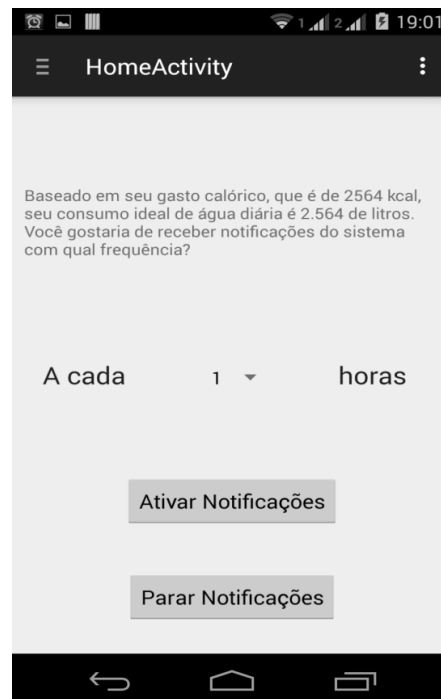 1 2 19:01
HomeActivity
Baseado em seu gasto calórico, que é de 2564 kcal,
seu consumo ideal de água diária é 2.564 de litros.
Você gostaria de receber notificações do sistema
com qual frequência?
A cada 1 horas
Ativar Notificações
Parar Notificações